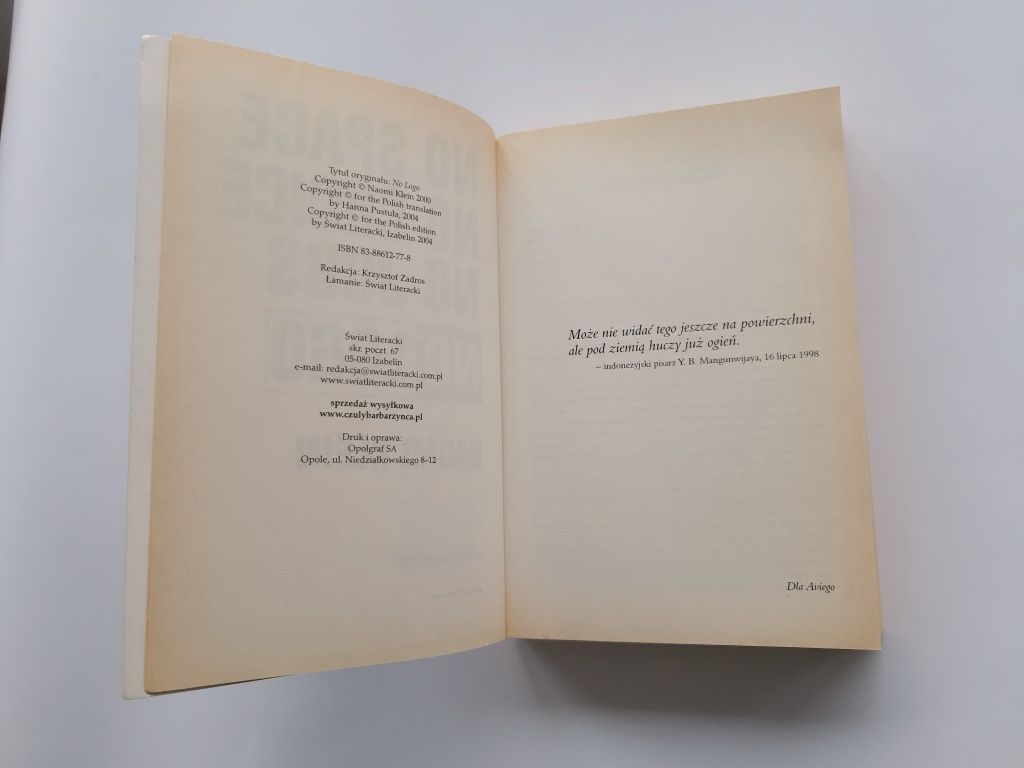 Tytuł oryginału: No Logo
Copyright © Naomi Klein 2000
Copyright © for the Polish translation
by Hanna Pustuła, 2004
Copyright © for the Polish edition
by Świat Literacki, Izabelin 2004
ISBN 83-88612-77-8
Redakcja: Krzysztof Zadros
Łamanie: Świat Literacki
Świat Literacki
skr. poczt. 67
05-080 Izabelin
e-mail: redakcja@swiatliteracki.com.pl
www.swiatliteracki.com.pl
sprzedaż wysyłkowa
www.czulybarbarzynca.pl
Druk i oprawa:
Opolgraf SA
Opole, ul. Niedziałkowskiego 8–12
Może nie widać tego jeszcze na powierzchni,
ale pod ziemią huczy już ogień.
– indonezyjski pisarz Y. B. Mangunwijaya, 16 lipca 1998
Dla Aviego